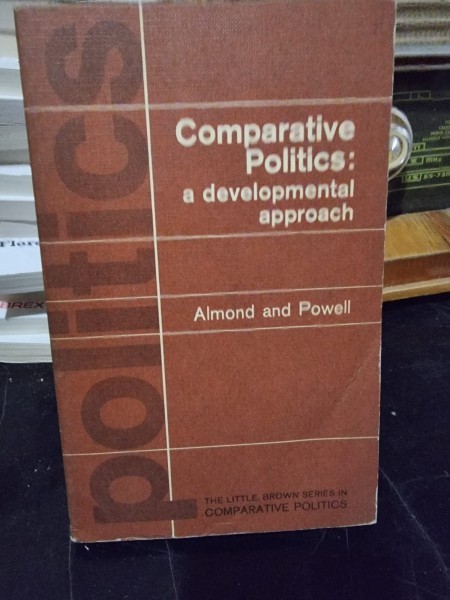 politics
Comparative
Politics:
a developmental
approach
Almond and Powell
THE LITTLE, BROWN SERIES IN
COMPARATIVE POLITICS